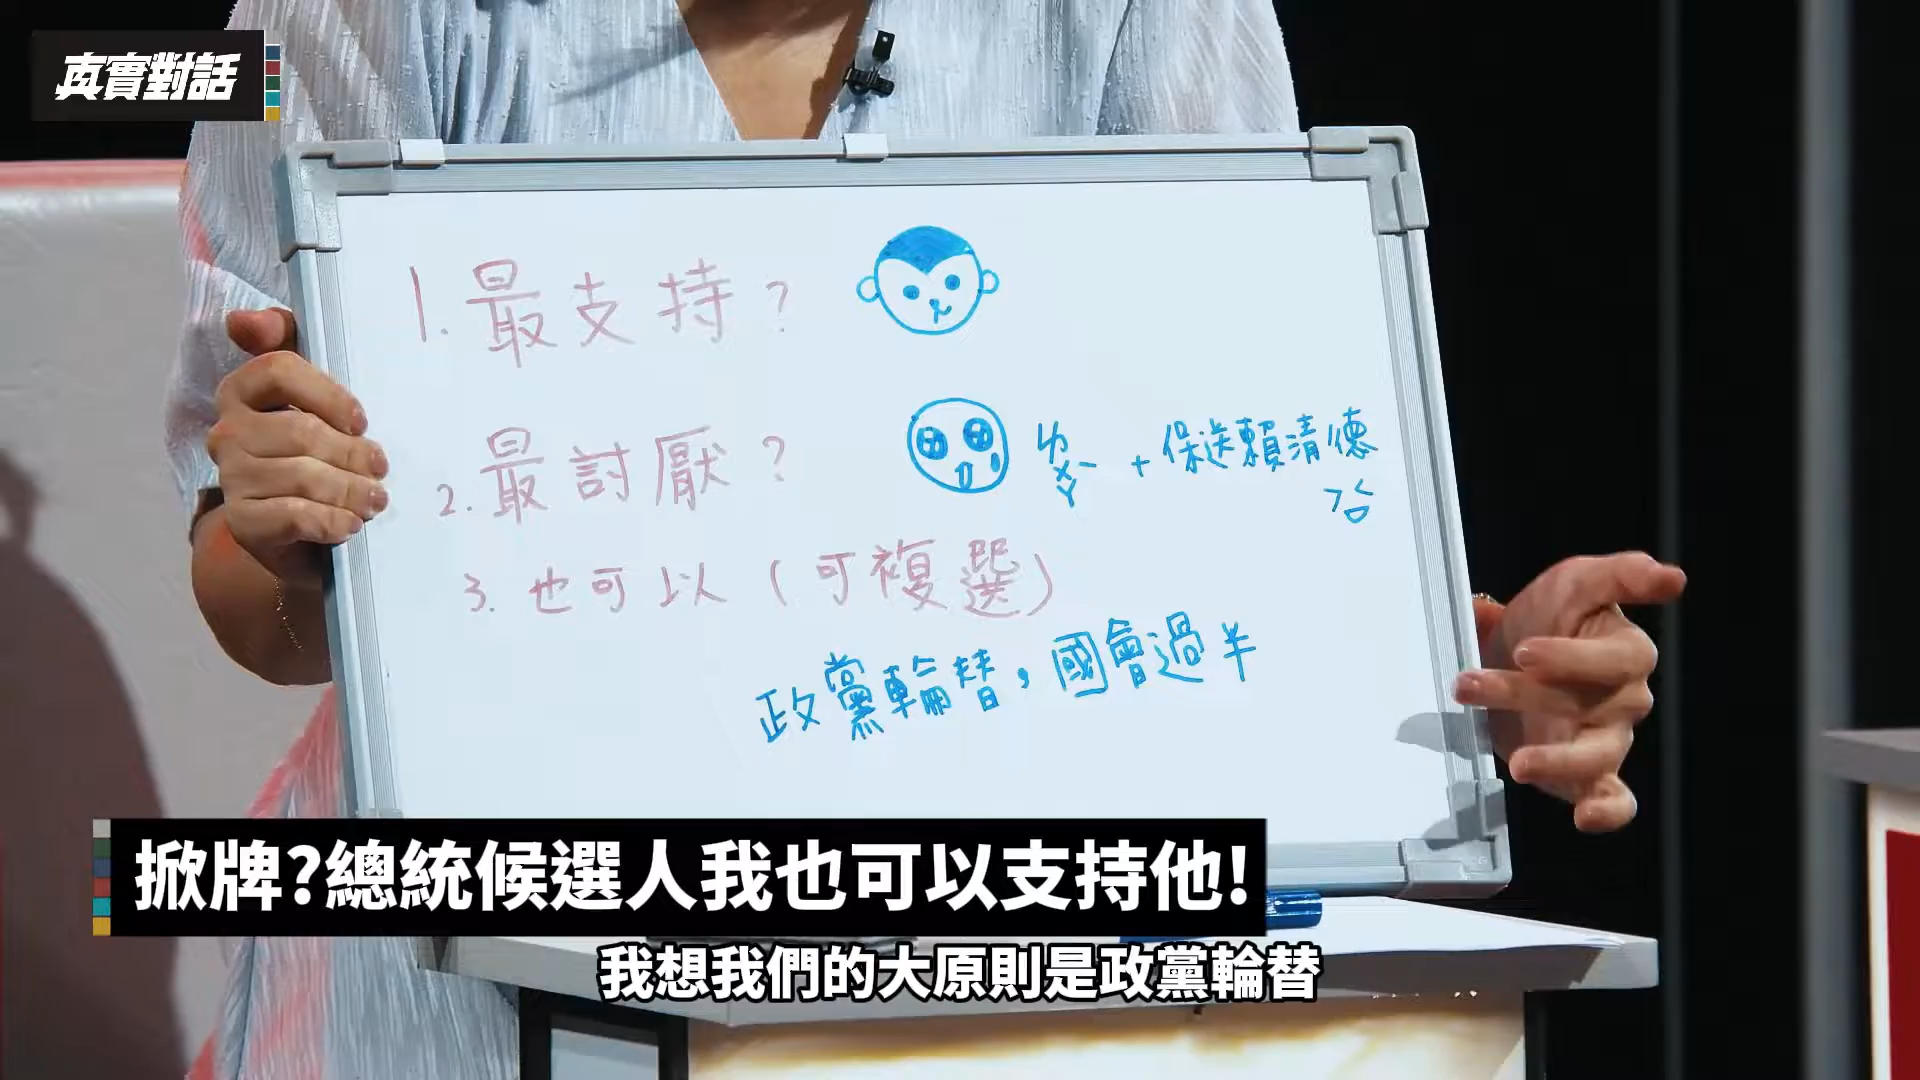 真實對話
1. 最支持?
2. 最討厭? ㄎㄨㄚ + 保送賴清德
3. 也可以 (可複選)
政黨輪替，國會過半
掀牌?總統候選人我也可以支持他!
我想我們的大原則是政黨輪替